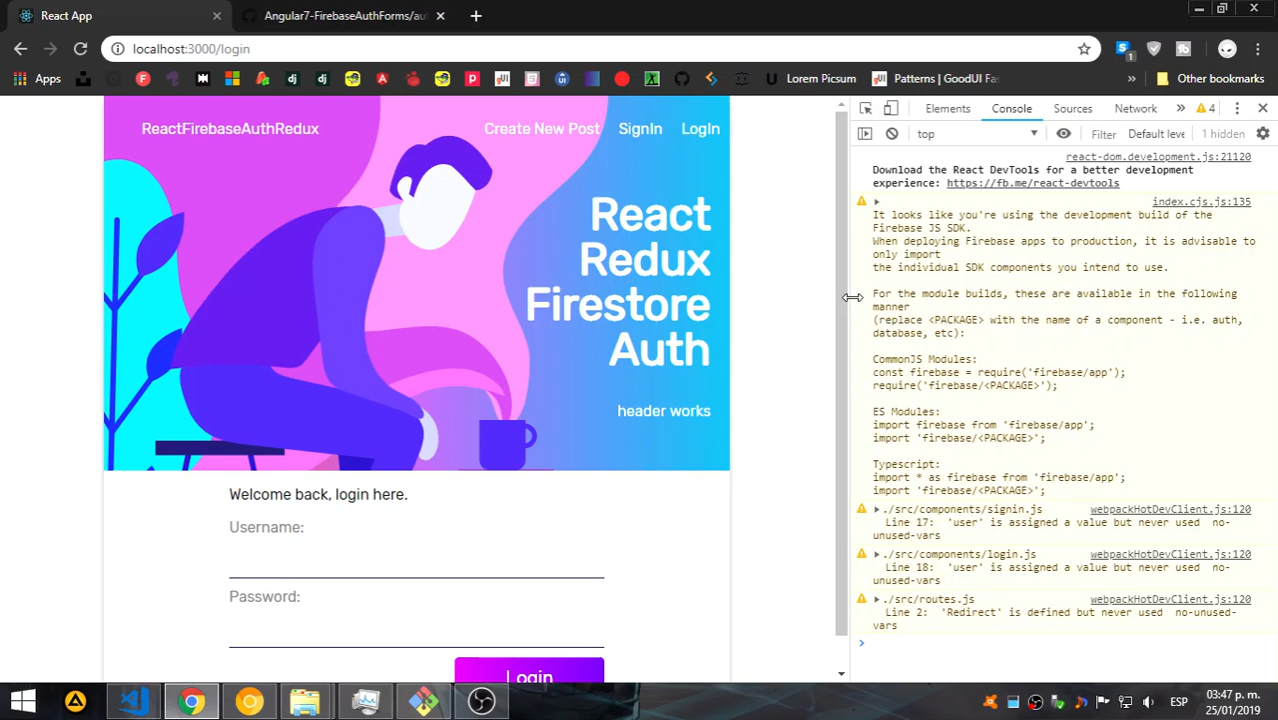 React App
Angular7-FirebaseAuthForms/au
localhost:3000/login
Apps
Lorem Picsum
Patterns | GoodUI Fas
»
Other bookmarks
ReactFirebaseAuthRedux
Create New Post
SignIn
LogIn
React
Redux
Firestore
Auth
header works
Welcome back, login here.
Username:
Password:
Login
Elements
Console
Sources
Network
»
4
top
Filter
Default leve
1 hidden
react-dom.development.js:21120
Download the React DevTools for a better development
experience: https://fb.me/react-devtools
index.cjs.js:135
It looks like you're using the development build of the
Firebase JS SDK.
When deploying Firebase apps to production, it is advisable to
only import
the individual SDK components you intend to use.
For the module builds, these are available in the following
manner
(replace <PACKAGE> with the name of a component - i.e. auth,
database, etc):
CommonJS Modules:
const firebase = require('firebase/app');
require('firebase/<PACKAGE>');
ES Modules:
import firebase from 'firebase/app';
import 'firebase/<PACKAGE>';
Typescript:
import * as firebase from 'firebase/app';
import 'firebase/<PACKAGE>';
./src/components/signin.js webpackHotDevClient.js:120
Line 17: 'user' is assigned a value but never used no-
unused-vars
./src/components/login.js webpackHotDevClient.js:120
Line 18: 'user' is assigned a value but never used no-
unused-vars
./src/routes.js webpackHotDevClient.js:120
Line 2: 'Redirect' is defined but never used no-unused-
vars
ESP
03:47 p. m.
25/01/2019